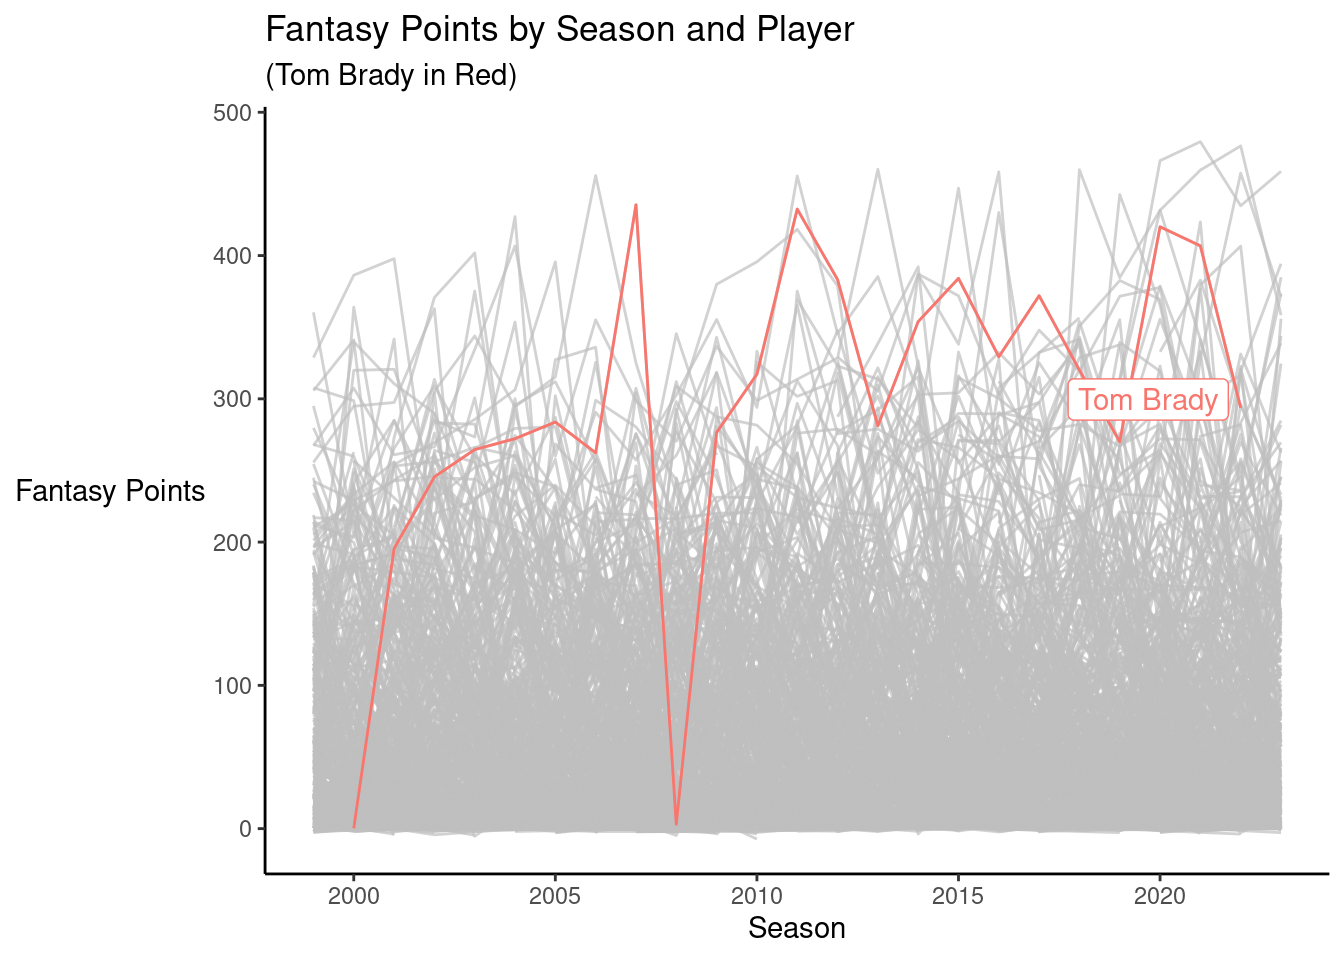 Fantasy Points by Season and Player
(Tom Brady in Red)
500
400
300
200
100
0
Fantasy Points
Tom Brady
2000
2005
2010
2015
2020
Season